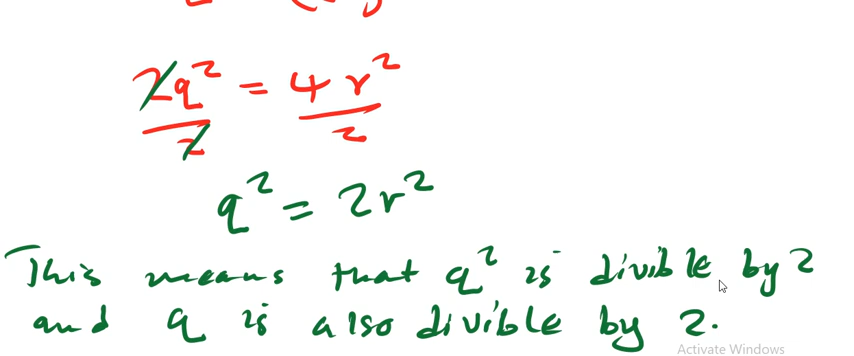 2q² = 4r²
2 2
q² = 2r²
This means that q² is divible by 2
and q is also divible by 2.
Activate Windows